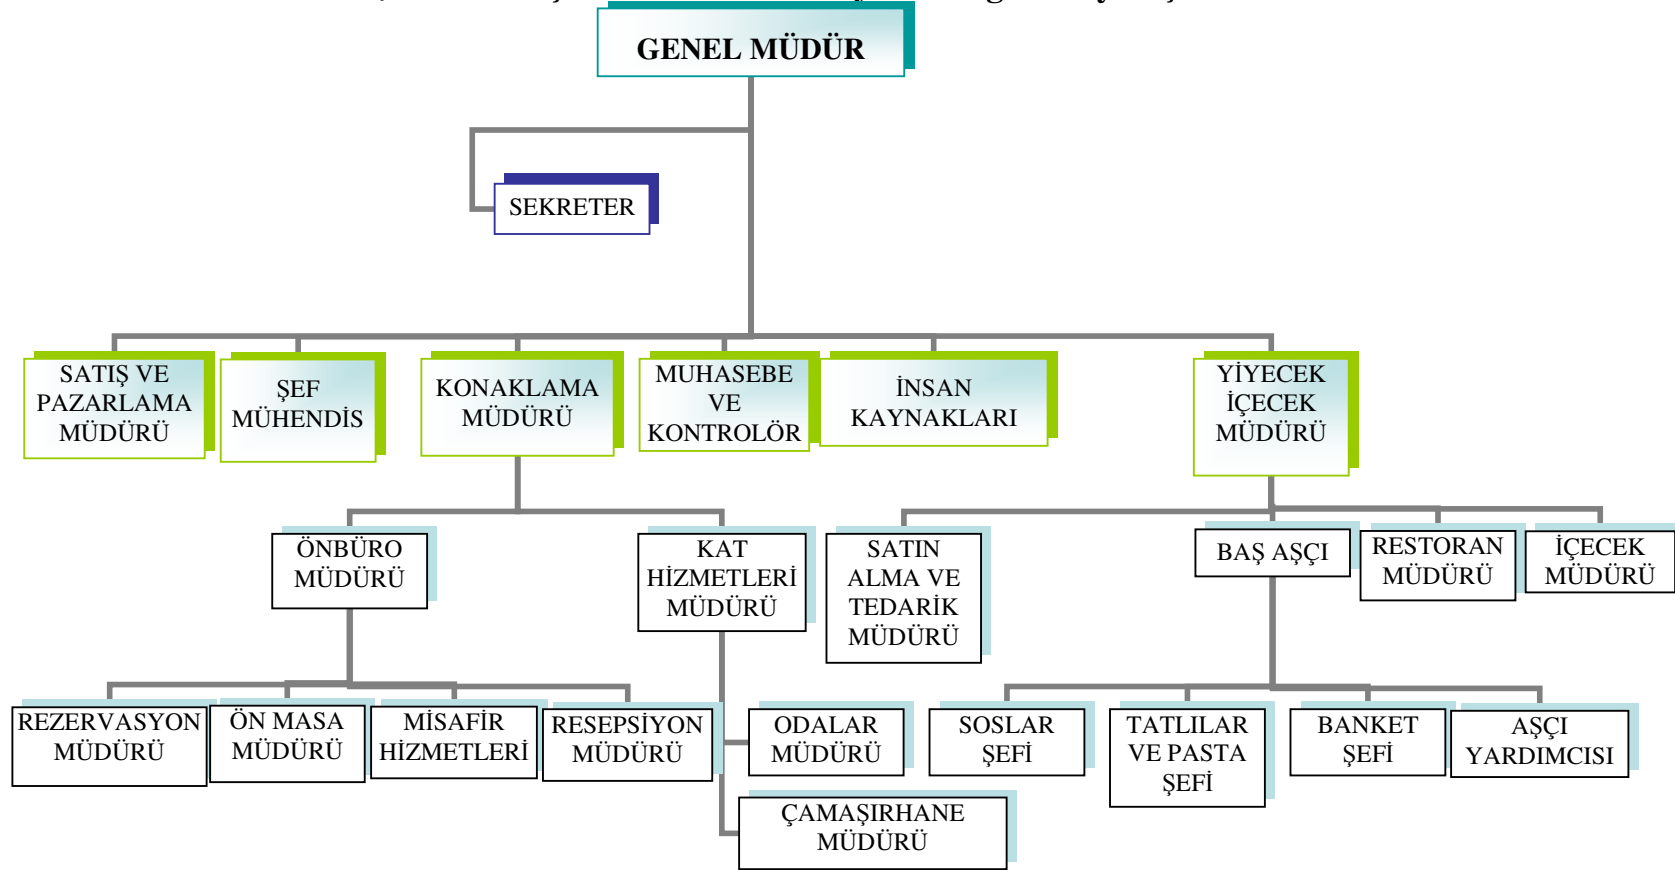 GENEL MÜDÜR
SEKRETER
SATIŞ VE
PAZARLAMA
MÜDÜRÜ
ŞEF
MÜHENDİS
KONAKLAMA
MÜDÜRÜ
MUHASEBE
VE
KONTROLÖR
İNSAN
KAYNAKLARI
YİYECEK
İÇECEK
MÜDÜRÜ
ÖNBÜRO
MÜDÜRÜ
KAT
HİZMETLERİ
MÜDÜRÜ
SATIN
ALMA VE
TEDARİK
MÜDÜRÜ
BAŞ AŞÇI
RESTORAN
MÜDÜRÜ
İÇECEK
MÜDÜRÜ
REZERVASYON
MÜDÜRÜ
ÖN MASA
MÜDÜRÜ
MİSAFİR
HİZMETLERİ
RESEPSİYON
MÜDÜRÜ
ODALAR
MÜDÜRÜ
SOSLAR
ŞEFİ
TATLILAR
VE PASTA
ŞEFİ
BANKET
ŞEFİ
AŞÇI
YARDIMCISI
ÇAMAŞIRHANE
MÜDÜRÜ